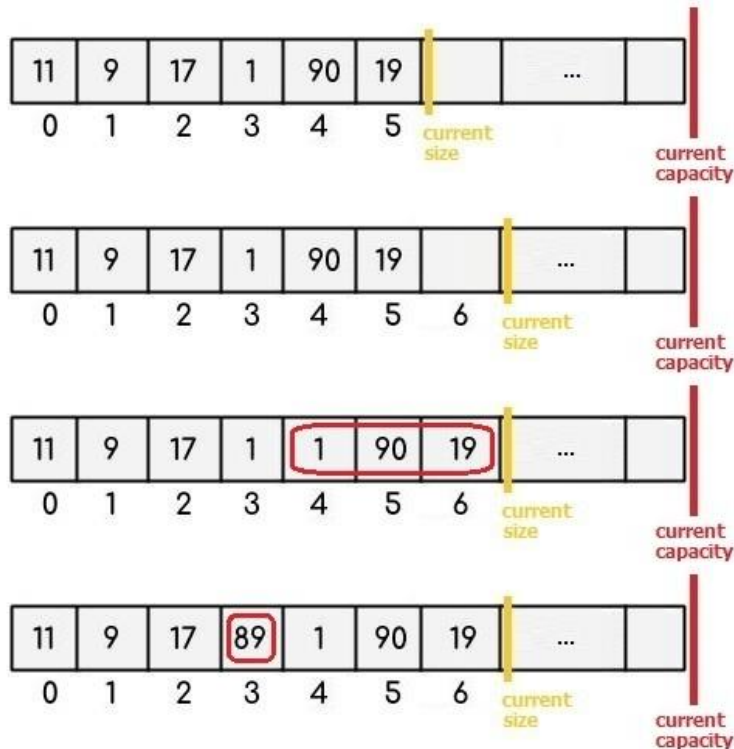 11 9 17 1 90 19 ...
0 1 2 3 4 5
current
size
current
capacity
11 9 17 1 90 19 ...
0 1 2 3 4 5 6
current
size
current
capacity
11 9 17 1 1 90 19 ...
0 1 2 3 4 5 6
current
size
current
capacity
11 9 17 89 1 90 19 ...
0 1 2 3 4 5 6
current
size
current
capacity